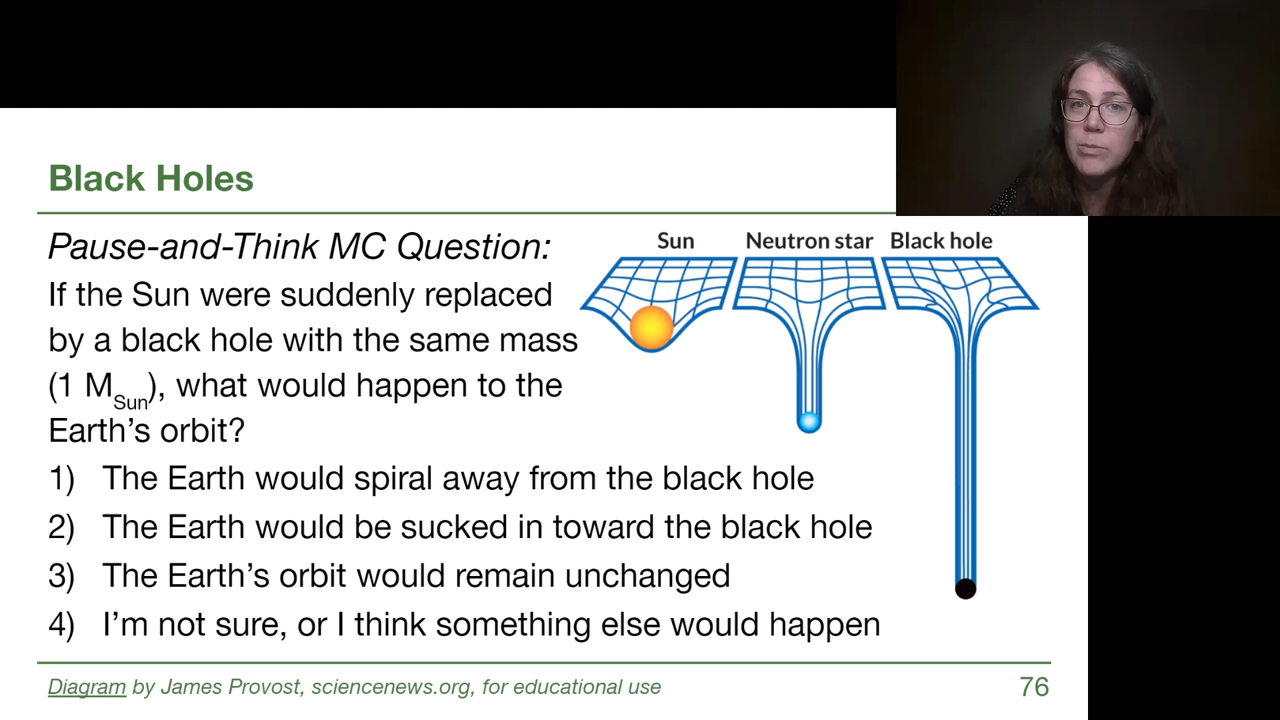 Black Holes
Pause-and-Think MC Question:
If the Sun were suddenly replaced
by a black hole with the same mass
(1 MSun), what would happen to the
Earth’s orbit?
Sun
Neutron star
Black hole
1) The Earth would spiral away from the black hole
2) The Earth would be sucked in toward the black hole
3) The Earth’s orbit would remain unchanged
4) I’m not sure, or I think something else would happen
Diagram by James Provost, sciencenews.org, for educational use
76